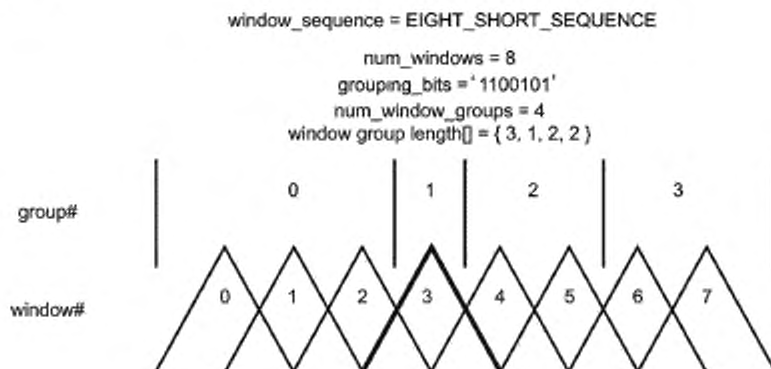 window_sequence = EIGHT_SHORT_SEQUENCE
num_windows = 8
grouping_bits = '1100101'
num_window_groups = 4
window group length[] = { 3, 1, 2, 2 }
group# 0 1 2 3
window# 0 1 2 3 4 5 6 7